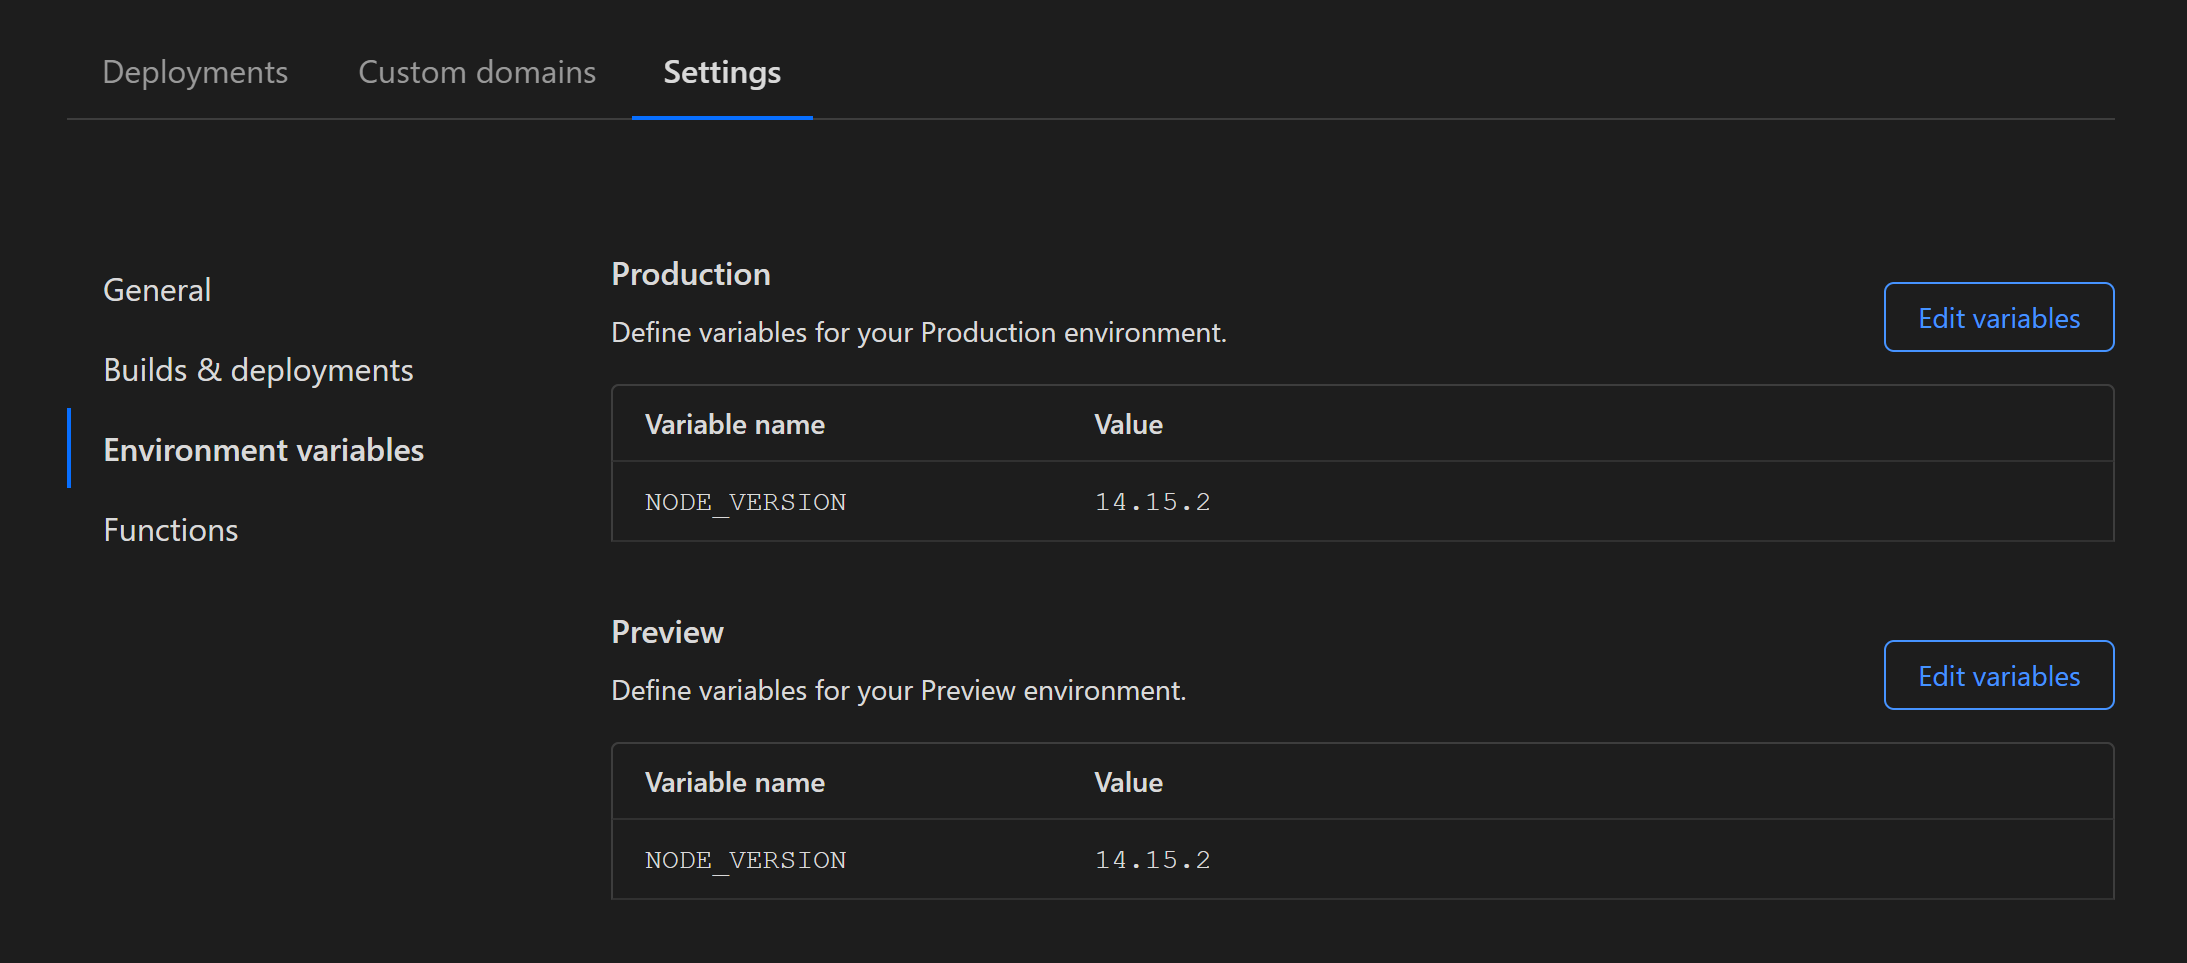 Deployments Custom domains Settings
General
Builds & deployments
Environment variables
Functions
Production
Define variables for your Production environment.
Edit variables
Variable name Value
NODE_VERSION 14.15.2
Preview
Define variables for your Preview environment.
Edit variables
Variable name Value
NODE_VERSION 14.15.2